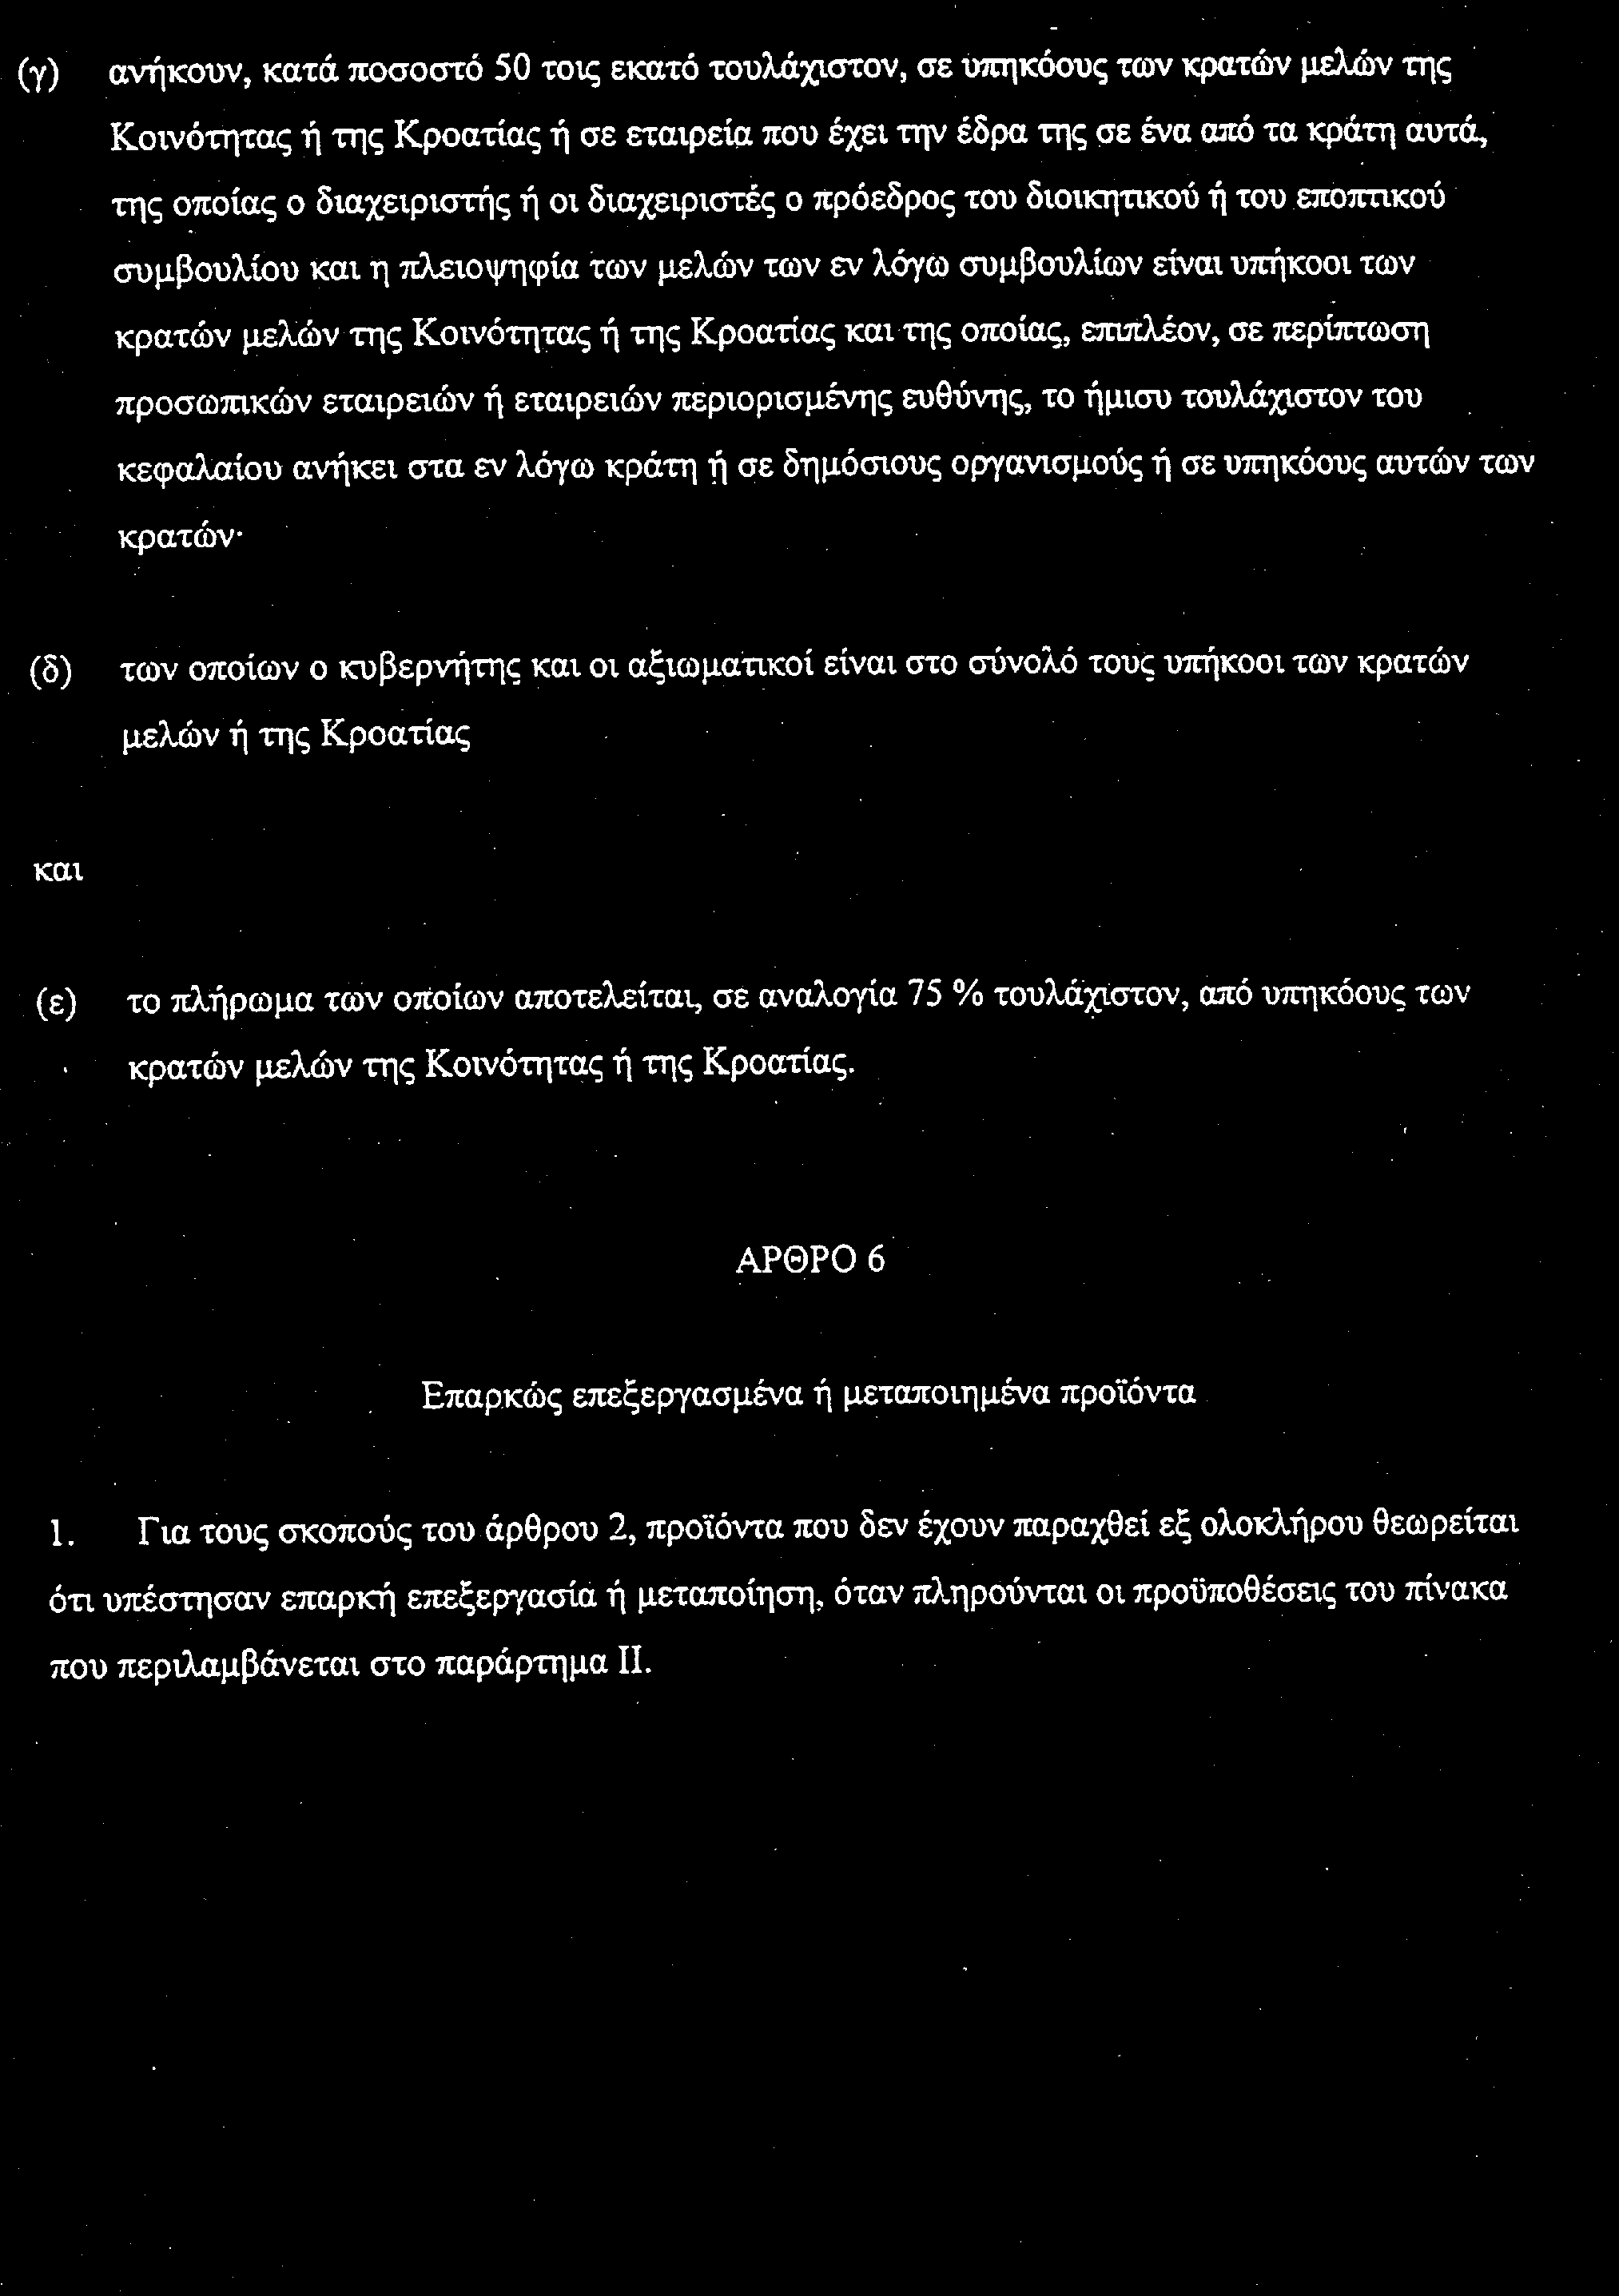 (γ) ανήκουν, κατά ποσοστό 50 τοις εκατό τουλάχιστον, σε υπηκόους των κρατών μελών της
Κοινότητας ή της Κροατίας ή σε εταιρεία που έχει την έδρα της σε ένα από τα κράτη αυτά,
της οποίας ο διαχειριστής ή οι διαχειριστές ο πρόεδρος του διοικητικού ή του εποπτικού
συμβουλίου και η πλειοψηφία των μελών των εν λόγω συμβουλίων είναι υπήκοοι των
κρατών μελών της Κοινότητας ή της Κροατίας και της οποίας, επιπλέον, σε περίπτωση
προσωπικών εταιρειών ή εταιρειών περιορισμένης ευθύνης, το ήμισυ τουλάχιστον του
κεφαλαίου ανήκει στα εν λόγω κράτη ή σε δημόσιους οργανισμούς ή σε υπηκόους αυτών των
κρατών·
(δ) των οποίων ο κυβερνήτης και οι αξιωματικοί είναι στο σύνολό τους υπήκοοι των κρατών
μελών ή της Κροατίας
και
(ε) το πλήρωμα των οποίων αποτελείται, σε αναλογία 75 % τουλάχιστον, από υπηκόους των
κρατών μελών της Κοινότητας ή της Κροατίας.
ΑΡΘΡΟ 6
Επαρκώς επεξεργασμένα ή μεταποιημένα προϊόντα
1. Για τους σκοπούς του άρθρου 2, προϊόντα που δεν έχουν παραχθεί εξ ολοκλήρου θεωρείται
ότι υπέστησαν επαρκή επεξεργασία ή μεταποίηση, όταν πληρούνται οι προϋποθέσεις του πίνακα
που περιλαμβάνεται στο παράρτημα ΙΙ.